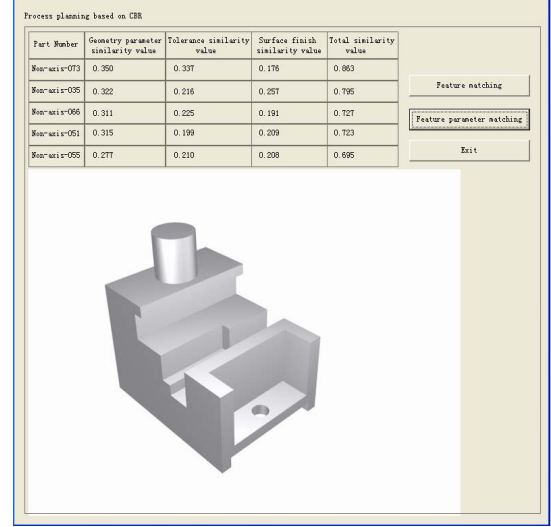 Process planning based on CBR
Part Number Geometry parameter similarity value Tolerance similarity value Surface finish similarity value Total similarity value
Non-axis-073 0.350 0.337 0.176 0.863
Non-axis-035 0.322 0.216 0.257 0.795
Non-axis-066 0.311 0.225 0.191 0.727
Non-axis-051 0.315 0.199 0.209 0.723
Non-axis-055 0.277 0.210 0.208 0.695
Feature matching
Feature parameter matching
Exit